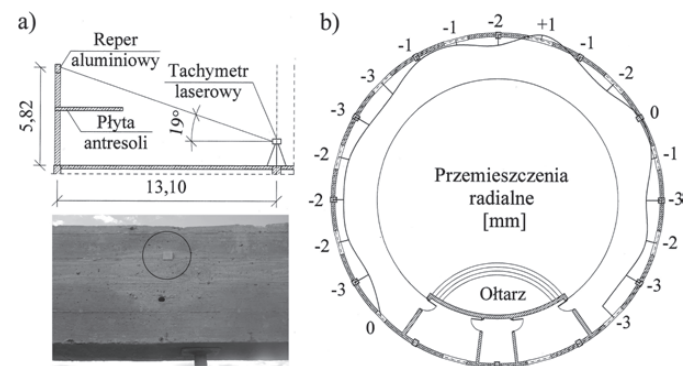 a)
Reper
aluminiowy
Tachymetr
laserowy
5,82
Płyta
antresoli
19°
13,10
b)
-2
+1
-1
-2
0
-2
-3
-2
-3
-3
0
-3
-2
-2
-2
-3
-3
-1
-1
Przemieszczenia
radialne
[mm]
Ołtarz